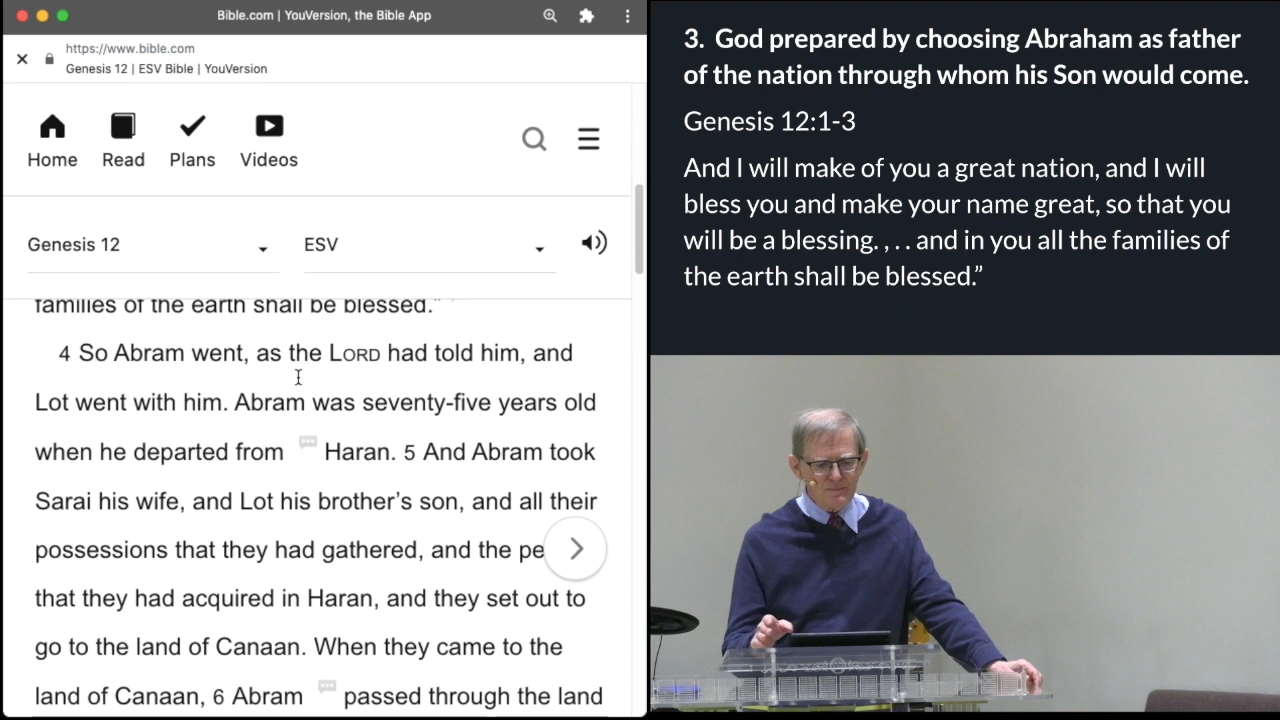 Bible.com | YouVersion, the Bible App
https://www.bible.com
Genesis 12 | ESV Bible | YouVersion
Home Read Plans Videos
Genesis 12 ESV
families of the earth shall be blessed.”
4 So Abram went, as the LORD had told him, and
Lot went with him. Abram was seventy-five years old
when he departed from Haran. 5 And Abram took
Sarai his wife, and Lot his brother’s son, and all their
possessions that they had gathered, and the pe
that they had acquired in Haran, and they set out to
go to the land of Canaan. When they came to the
land of Canaan, 6 Abram passed through the land
3. God prepared by choosing Abraham as father
of the nation through whom his Son would come.
Genesis 12:1-3
And I will make of you a great nation, and I will
bless you and make your name great, so that you
will be a blessing. , . . and in you all the families of
the earth shall be blessed.”